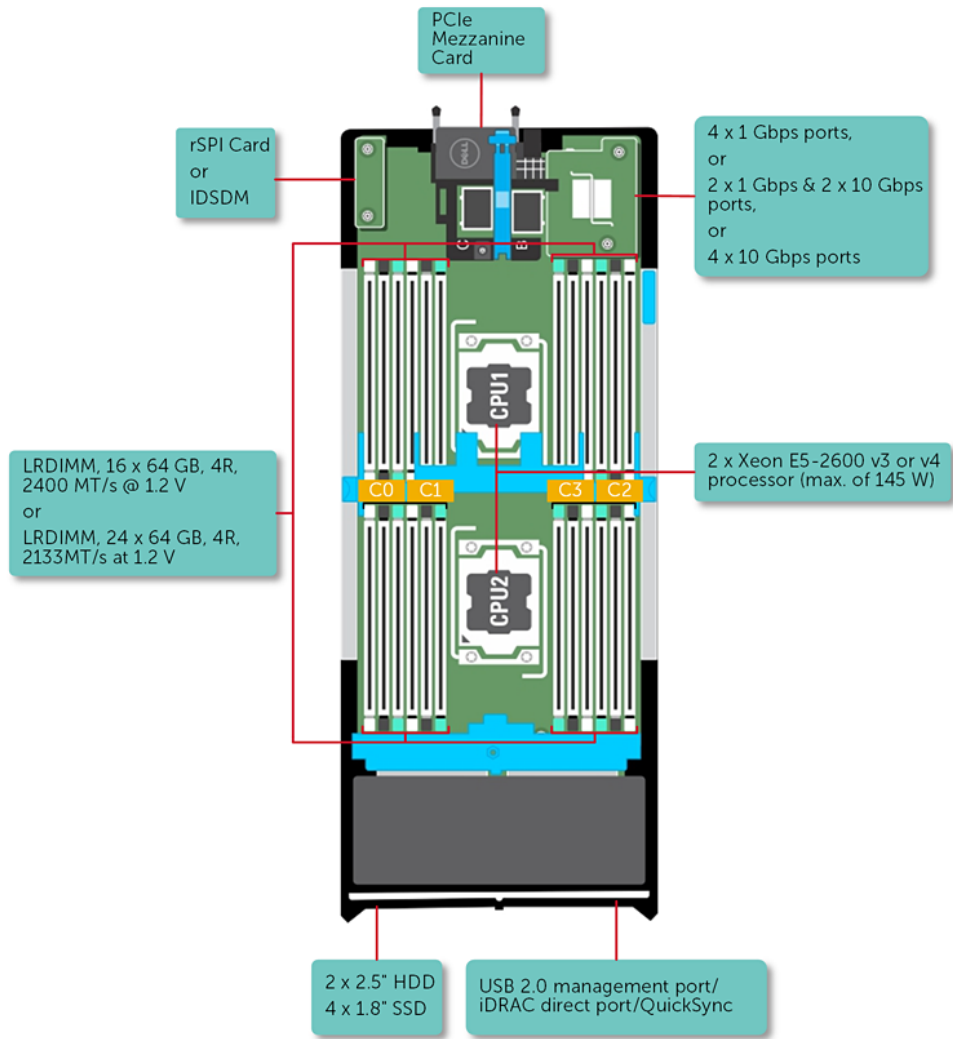 PCIe
Mezzanine
Card
rSPI Card
or
IDSDM
4 x 1 Gbps ports,
or
2 x 1 Gbps & 2 x 10 Gbps
ports,
or
4 x 10 Gbps ports
DELL
C
B
CPU1
LRDIMM, 16 x 64 GB, 4R,
2400 MT/s @ 1.2 V
or
LRDIMM, 24 x 64 GB, 4R,
2133MT/s at 1.2 V
C0
C1
C3
C2
2 x Xeon E5-2600 v3 or v4
processor (max. of 145 W)
CPU2
2 x 2.5" HDD
4 x 1.8" SSD
USB 2.0 management port/
iDRAC direct port/QuickSync